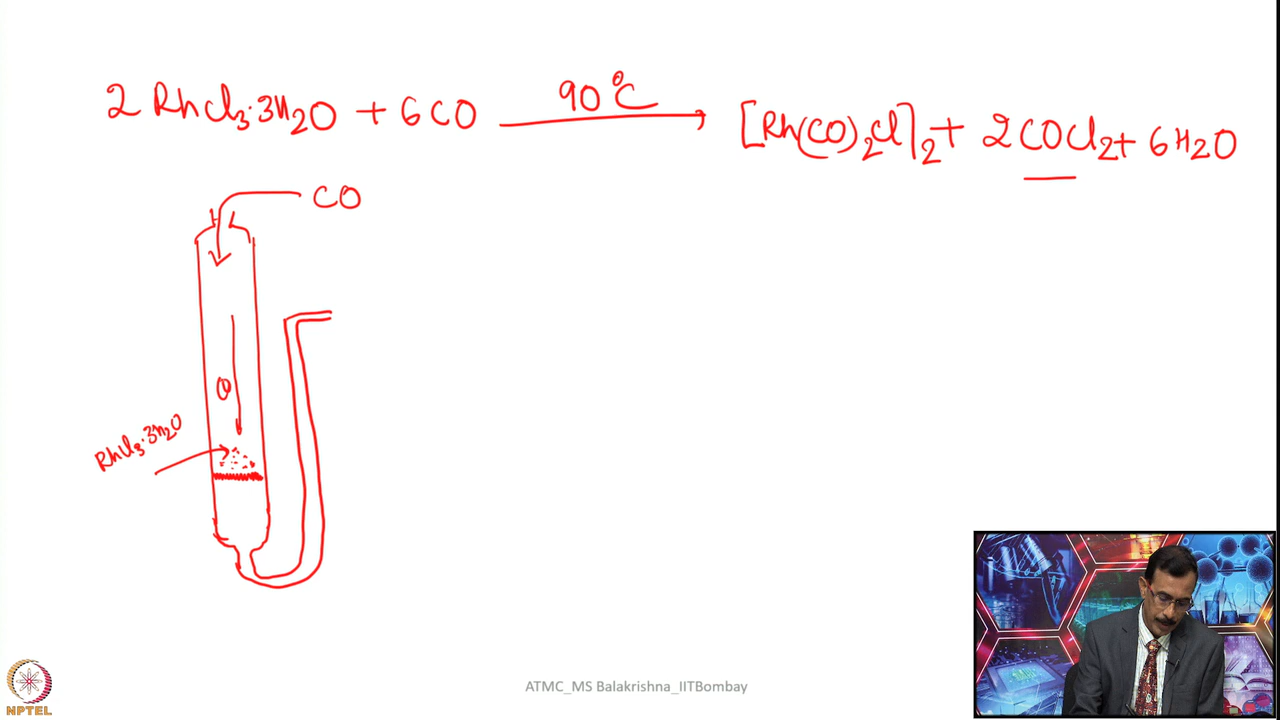 2 RhCl3·3H2O + 6CO 90°C [Rh(CO)2Cl]2 + 2COCl2 + 6H2O
CO
CO
RhCl3·3H2O
NPTEL
ATMC_MS Balakrishna_IITBombay